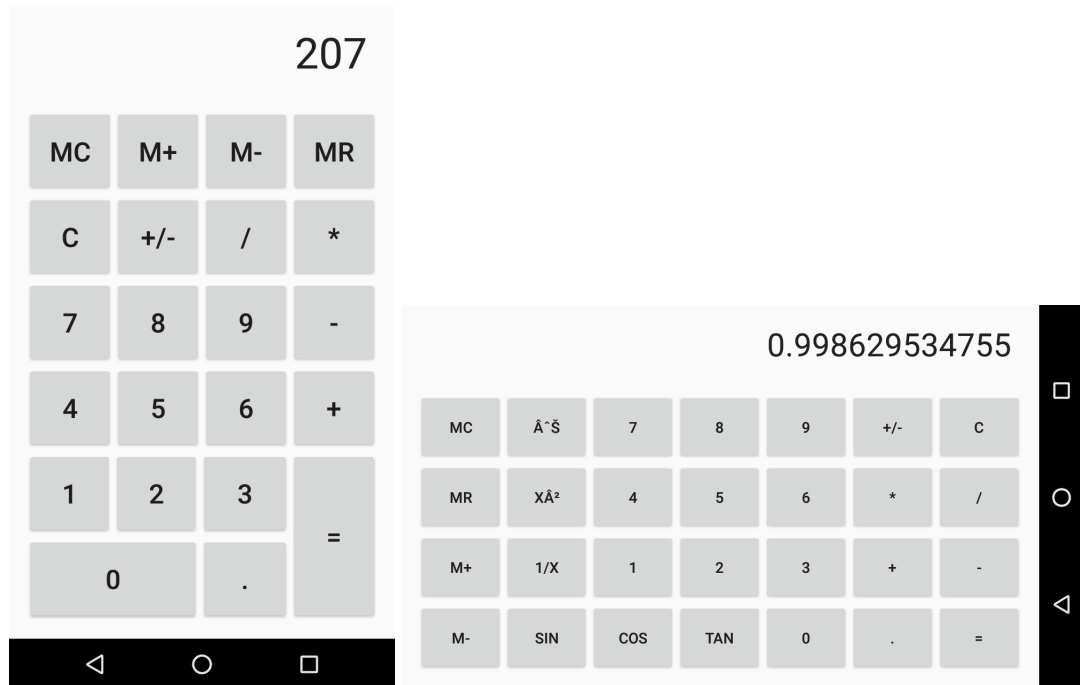 207
MC M+ M- MR
C +/- / *
7 8 9 -
4 5 6 +
1 2 3
=
0 .
0.998629534755
MC ÂˆŠ 7 8 9 +/- C
MR XÂ² 4 5 6 * /
M+ 1/X 1 2 3 + -
M- SIN COS TAN 0 . =